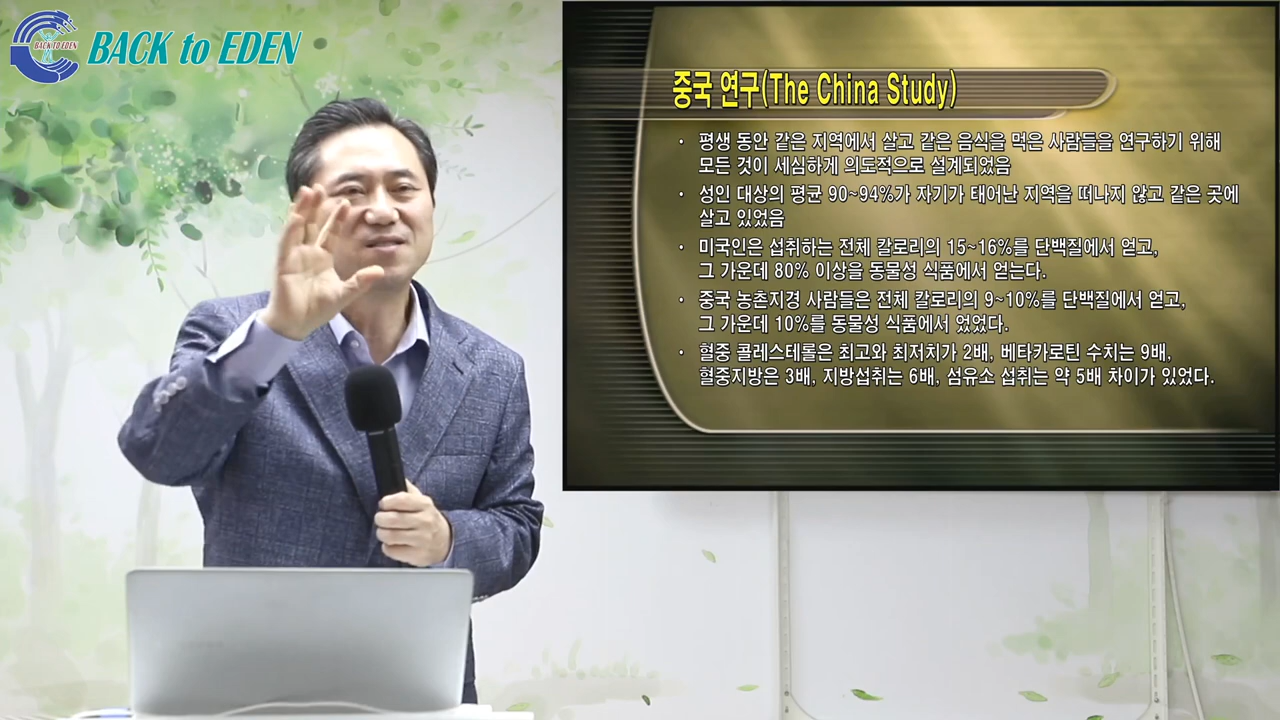 BACK TO EDEN
BACK to EDEN
중국 연구(The China Study)
• 평생 동안 같은 지역에서 살고 같은 음식을 먹은 사람들을 연구하기 위해
모든 것이 세심하게 의도적으로 설계되었음
• 성인 대상의 평균 90~94%가 자기가 태어난 지역을 떠나지 않고 같은 곳에
살고 있었음
• 미국인은 섭취하는 전체 칼로리의 15~16%를 단백질에서 얻고,
그 가운데 80% 이상을 동물성 식품에서 얻는다.
• 중국 농촌지경 사람들은 전체 칼로리의 9~10%를 단백질에서 얻고,
그 가운데 10%를 동물성 식품에서 었었다.
• 혈중 콜레스테롤은 최고와 최저치가 2배, 베타카로틴 수치는 9배,
혈중지방은 3배, 지방섭취는 6배, 섬유소 섭취는 약 5배 차이가 있었다.